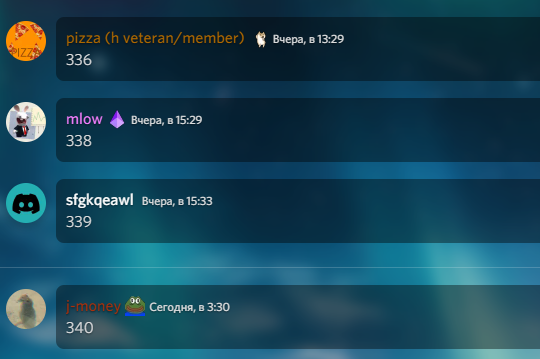 PIZZA
pizza (h veteran/member) Вчера, в 13:29
336
mlow Вчера, в 15:29
338
sfgkqeawl Вчера, в 15:33
339
j-money Сегодня, в 3:30
340